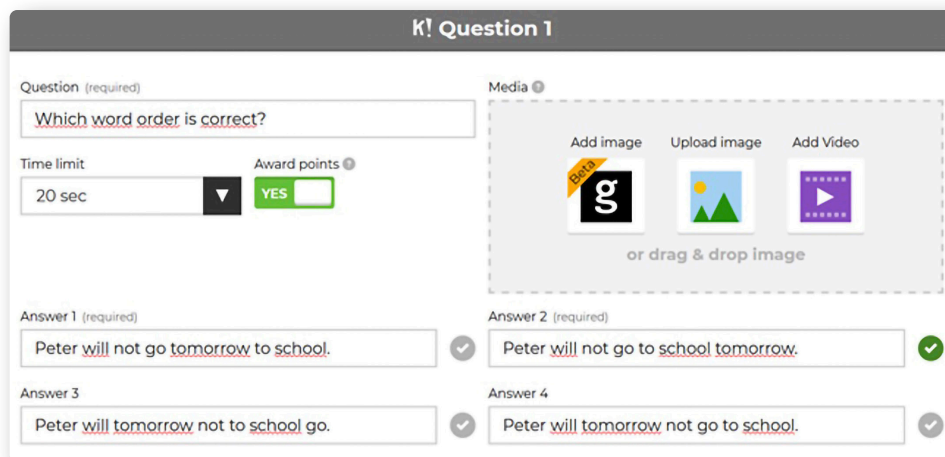 K! Question 1
Question (required)
Which word order is correct?
Time limit
Award points ?
20 sec
YES
Media ?
Add image
Upload image
Add Video
Beta
g
or drag & drop image
Answer 1 (required)
Peter will not go tomorrow to school.
Answer 2 (required)
Peter will not go to school tomorrow.
Answer 3
Peter will tomorrow not to school go.
Answer 4
Peter will tomorrow not go to school.